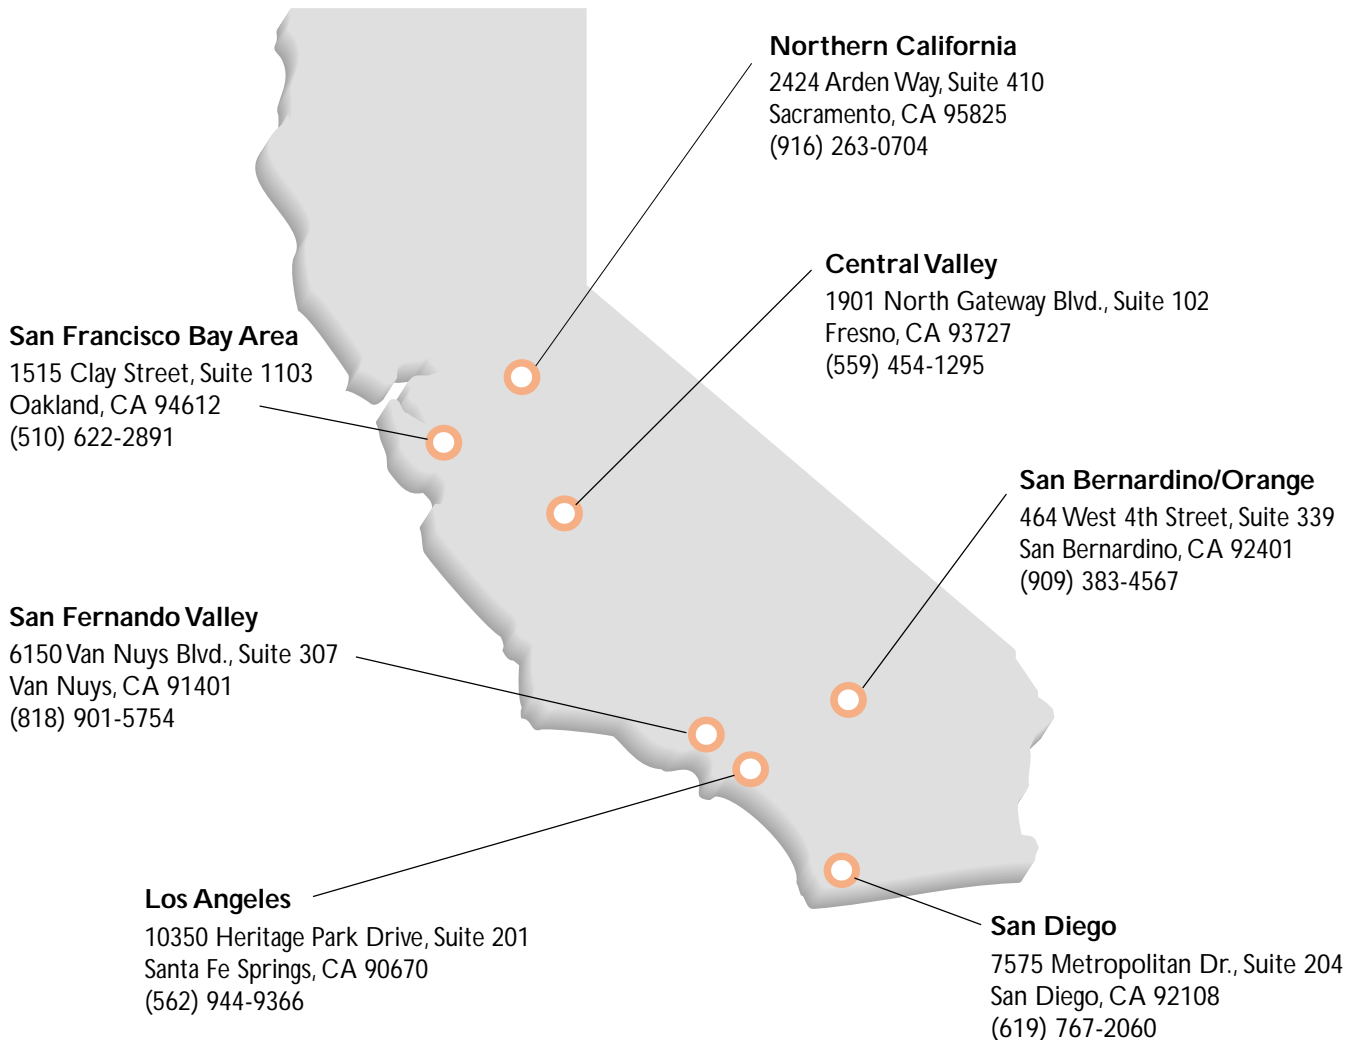 Northern California
2424 Arden Way, Suite 410
Sacramento, CA 95825
(916) 263-0704
Central Valley
1901 North Gateway Blvd., Suite 102
Fresno, CA 93727
(559) 454-1295
San Francisco Bay Area
1515 Clay Street, Suite 1103
Oakland, CA 94612
(510) 622-2891
San Bernardino/Orange
464 West 4th Street, Suite 339
San Bernardino, CA 92401
(909) 383-4567
San Fernando Valley
6150 Van Nuys Blvd., Suite 307
Van Nuys, CA 91401
(818) 901-5754
Los Angeles
10350 Heritage Park Drive, Suite 201
Santa Fe Springs, CA 90670
(562) 944-9366
San Diego
7575 Metropolitan Dr., Suite 204
San Diego, CA 92108
(619) 767-2060